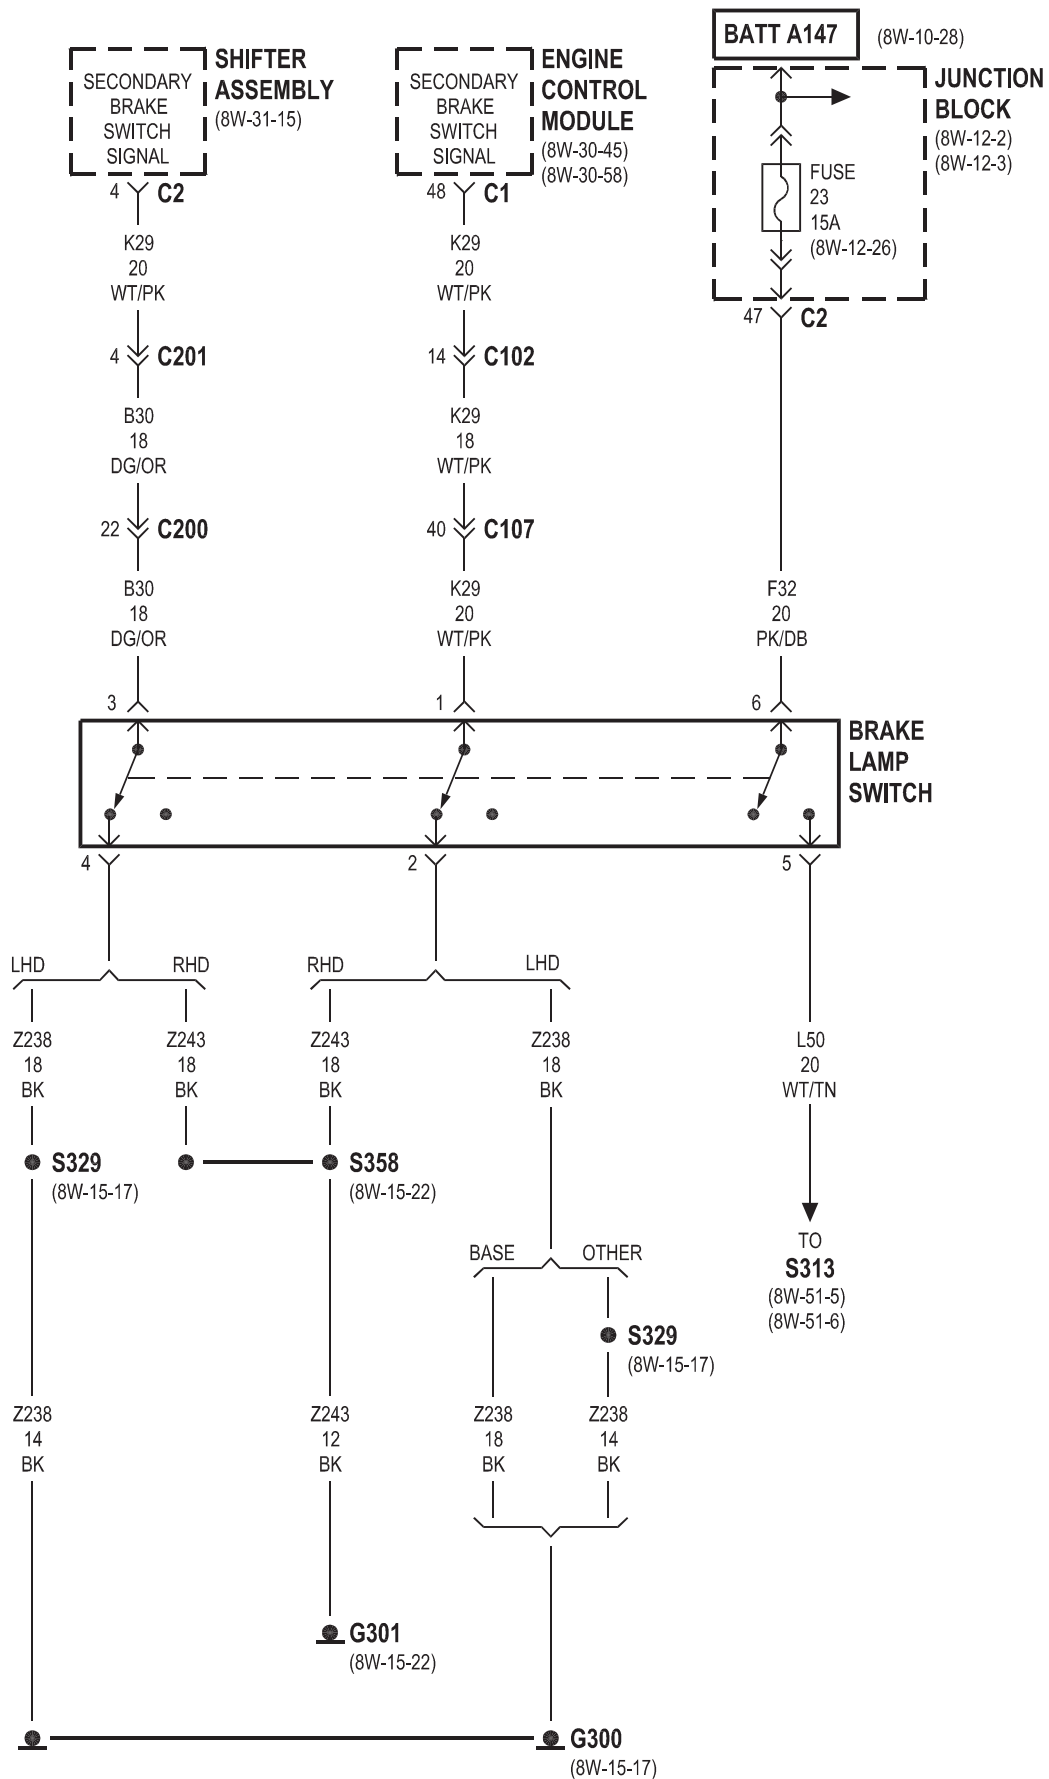 BATT A147
(8W-10-28)
SHIFTER
ASSEMBLY
(8W-31-15)
SECONDARY
BRAKE
SWITCH
SIGNAL
ENGINE
CONTROL
MODULE
(8W-30-45)
(8W-30-58)
SECONDARY
BRAKE
SWITCH
SIGNAL
JUNCTION
BLOCK
(8W-12-2)
(8W-12-3)
FUSE
23
15A
(8W-12-26)
4 C2
48 C1
47 C2
K29
20
WT/PK
K29
20
WT/PK
4 C201
14 C102
B30
18
DG/OR
K29
18
WT/PK
22 C200
40 C107
B30
18
DG/OR
K29
20
WT/PK
F32
20
PK/DB
3
1
6
BRAKE
LAMP
SWITCH
4
2
5
LHD
RHD
RHD
LHD
Z238
18
BK
Z243
18
BK
Z243
18
BK
Z238
18
BK
L50
20
WT/TN
S329
(8W-15-17)
S358
(8W-15-22)
TO
S313
(8W-51-5)
(8W-51-6)
BASE
OTHER
S329
(8W-15-17)
Z238
14
BK
Z243
12
BK
Z238
18
BK
Z238
14
BK
G301
(8W-15-22)
G300
(8W-15-17)